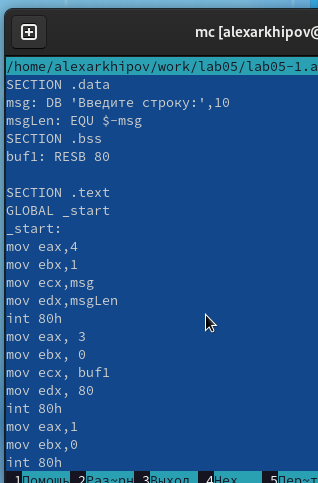 mc [alexarkhipov@
/home/alexarkhipov/work/lab05/lab05-1.a
SECTION .data
msg: DB 'Введите строку:',10
msgLen: EQU $-msg
SECTION .bss
buf1: RESB 80
SECTION .text
GLOBAL _start
_start:
mov eax,4
mov ebx,1
mov ecx,msg
mov edx,msgLen
int 80h
mov eax, 3
mov ebx, 0
mov ecx, buf1
mov edx, 80
int 80h
mov eax,1
mov ebx,0
int 80h
1Помощь 2Раз~рн 3Выход 4Hex 5Пер~т